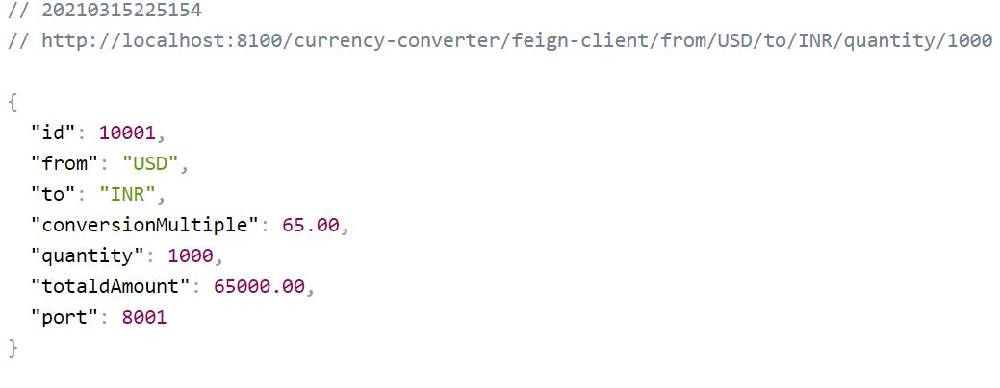 // 20210315225154
// http://localhost:8100/currency-converter/feign-client/from/USD/to/INR/quantity/1000
{
"id": 10001,
"from": "USD",
"to": "INR",
"conversionMultiple": 65.00,
"quantity": 1000,
"totaldAmount": 65000.00,
"port": 8001
}